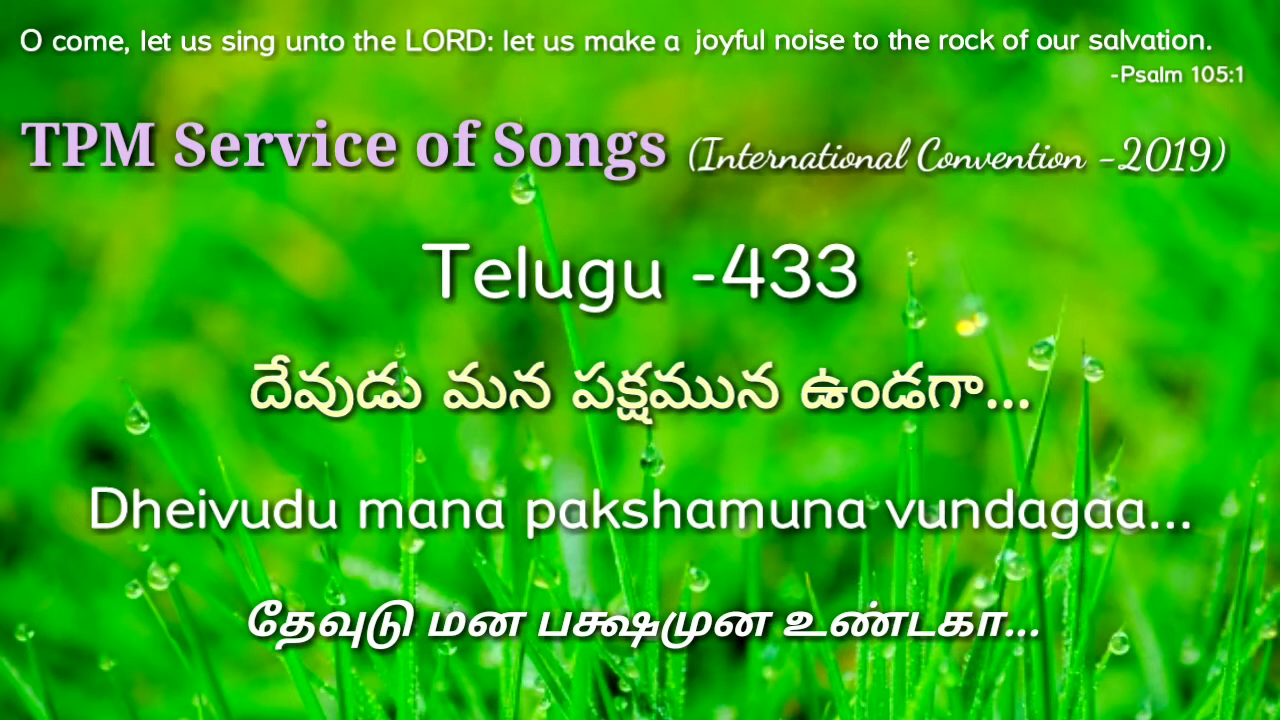 O come, let us sing unto the LORD: let us make a joyful noise to the rock of our salvation.
-Psalm 105:1
TPM Service of Songs (International Convention -2019)
Telugu -433
దేవుడు మన పక్షమున ఉండగా...
Dheivudu mana pakshamuna vundagaa...
தேவுடு மன பக்ஷமுன உண்டகா...